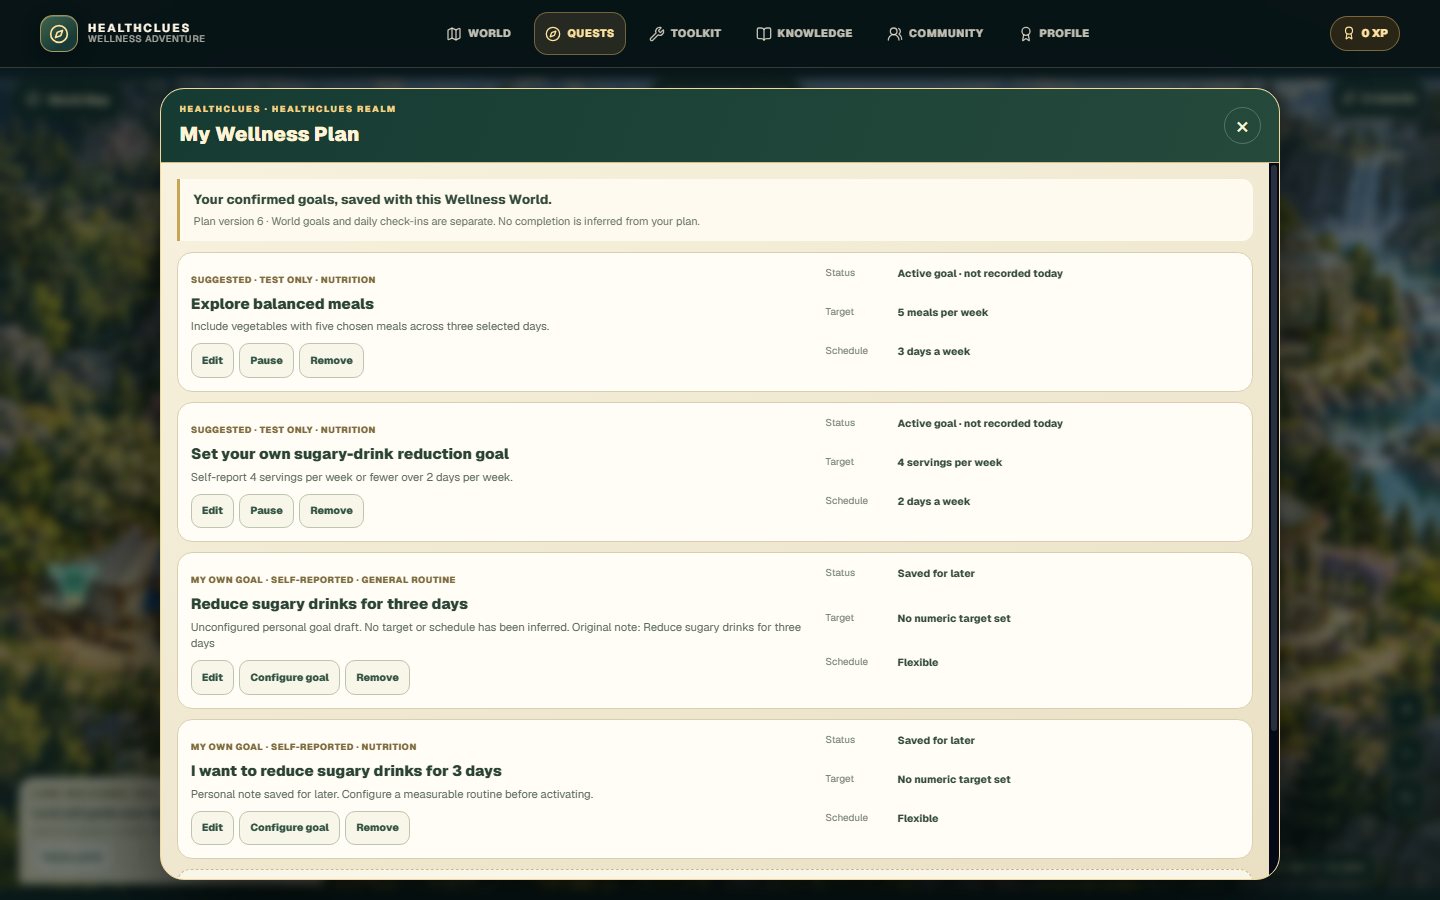 HEALTHCLUES
WELLNESS ADVENTURE
WORLD
QUESTS
TOOLKIT
KNOWLEDGE
COMMUNITY
PROFILE
0 XP
HEALTHCLUES · HEALTHCLUES REALM
My Wellness Plan
Your confirmed goals, saved with this Wellness World.
Plan version 6 · World goals and daily check-ins are separate. No completion is inferred from your plan.
SUGGESTED · TEST ONLY · NUTRITION
Explore balanced meals
Include vegetables with five chosen meals across three selected days.
Edit
Pause
Remove
Status
Active goal · not recorded today
Target
5 meals per week
Schedule
3 days a week
SUGGESTED · TEST ONLY · NUTRITION
Set your own sugary-drink reduction goal
Self-report 4 servings per week or fewer over 2 days per week.
Edit
Pause
Remove
Status
Active goal · not recorded today
Target
4 servings per week
Schedule
2 days a week
MY OWN GOAL · SELF-REPORTED · GENERAL ROUTINE
Reduce sugary drinks for three days
Unconfigured personal goal draft. No target or schedule has been inferred. Original note: Reduce sugary drinks for three
days
Edit
Configure goal
Remove
Status
Saved for later
Target
No numeric target set
Schedule
Flexible
MY OWN GOAL · SELF-REPORTED · NUTRITION
I want to reduce sugary drinks for 3 days
Personal note saved for later. Configure a measurable routine before activating.
Edit
Configure goal
Remove
Status
Saved for later
Target
No numeric target set
Schedule
Flexible